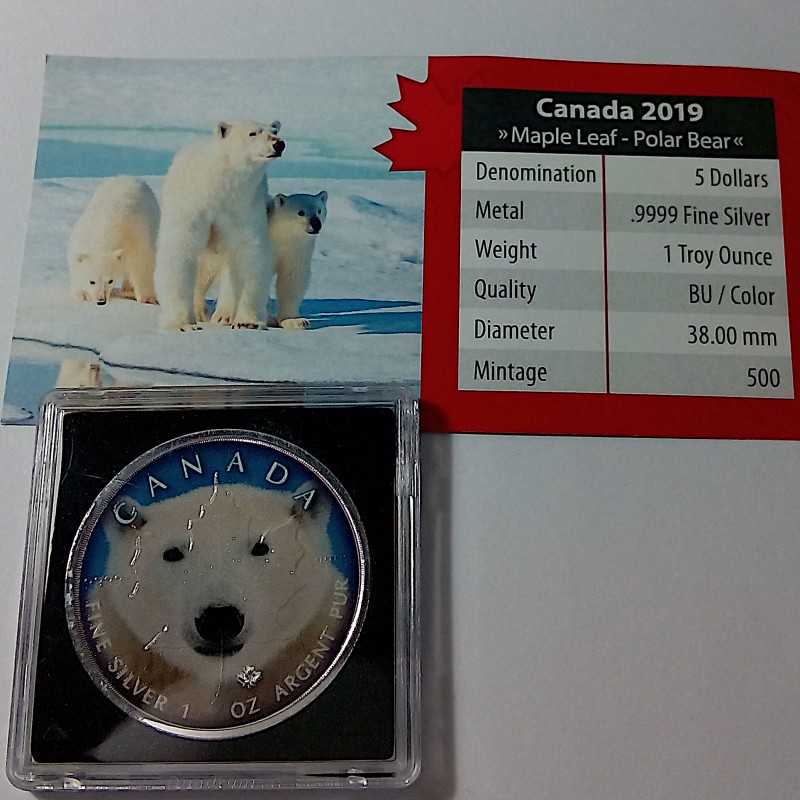 Canada 2019
»Maple Leaf - Polar Bear«
Denomination 5 Dollars
Metal .9999 Fine Silver
Weight 1 Troy Ounce
Quality BU / Color
Diameter 38.00 mm
Mintage 500
CANADA
FINE SILVER 1 OZ ARGENT PUR